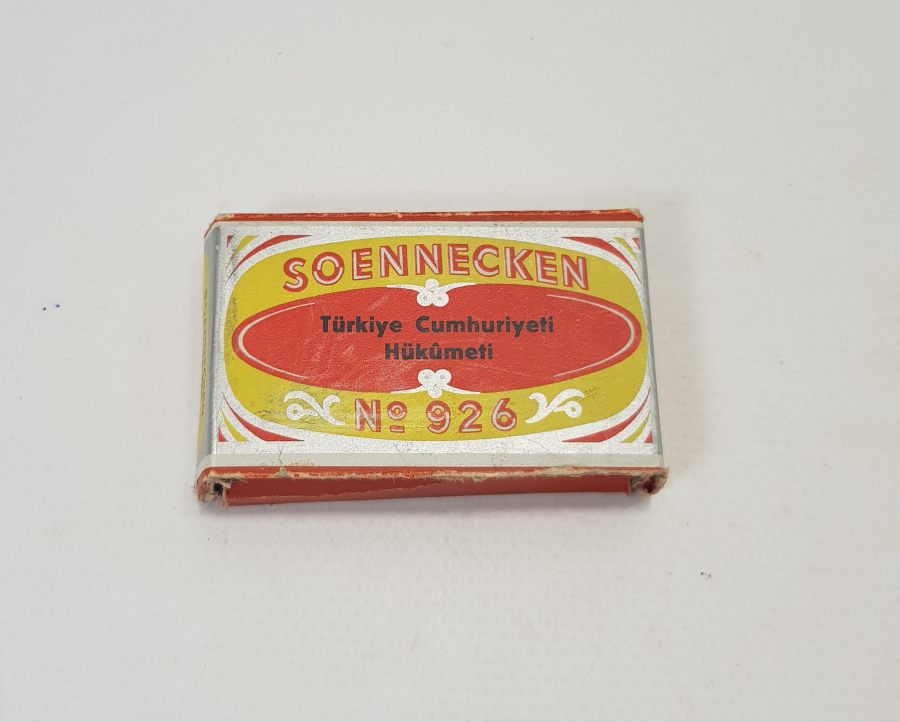 SOENNECKEN
Türkiye Cumhuriyeti
Hükûmeti
Nº 926